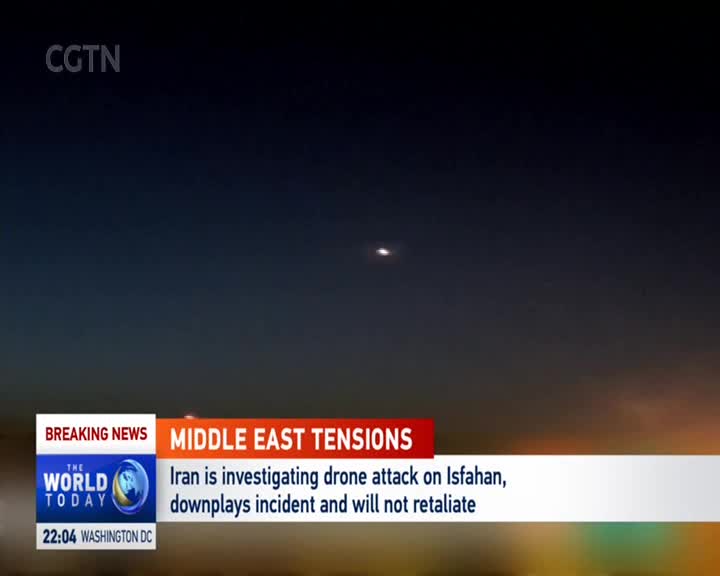 CGTN
BREAKING NEWS
MIDDLE EAST TENSIONS
THE
WORLD
TODAY
Iran is investigating drone attack on Isfahan,
downplays incident and will not retaliate
22:04 WASHINGTON DC